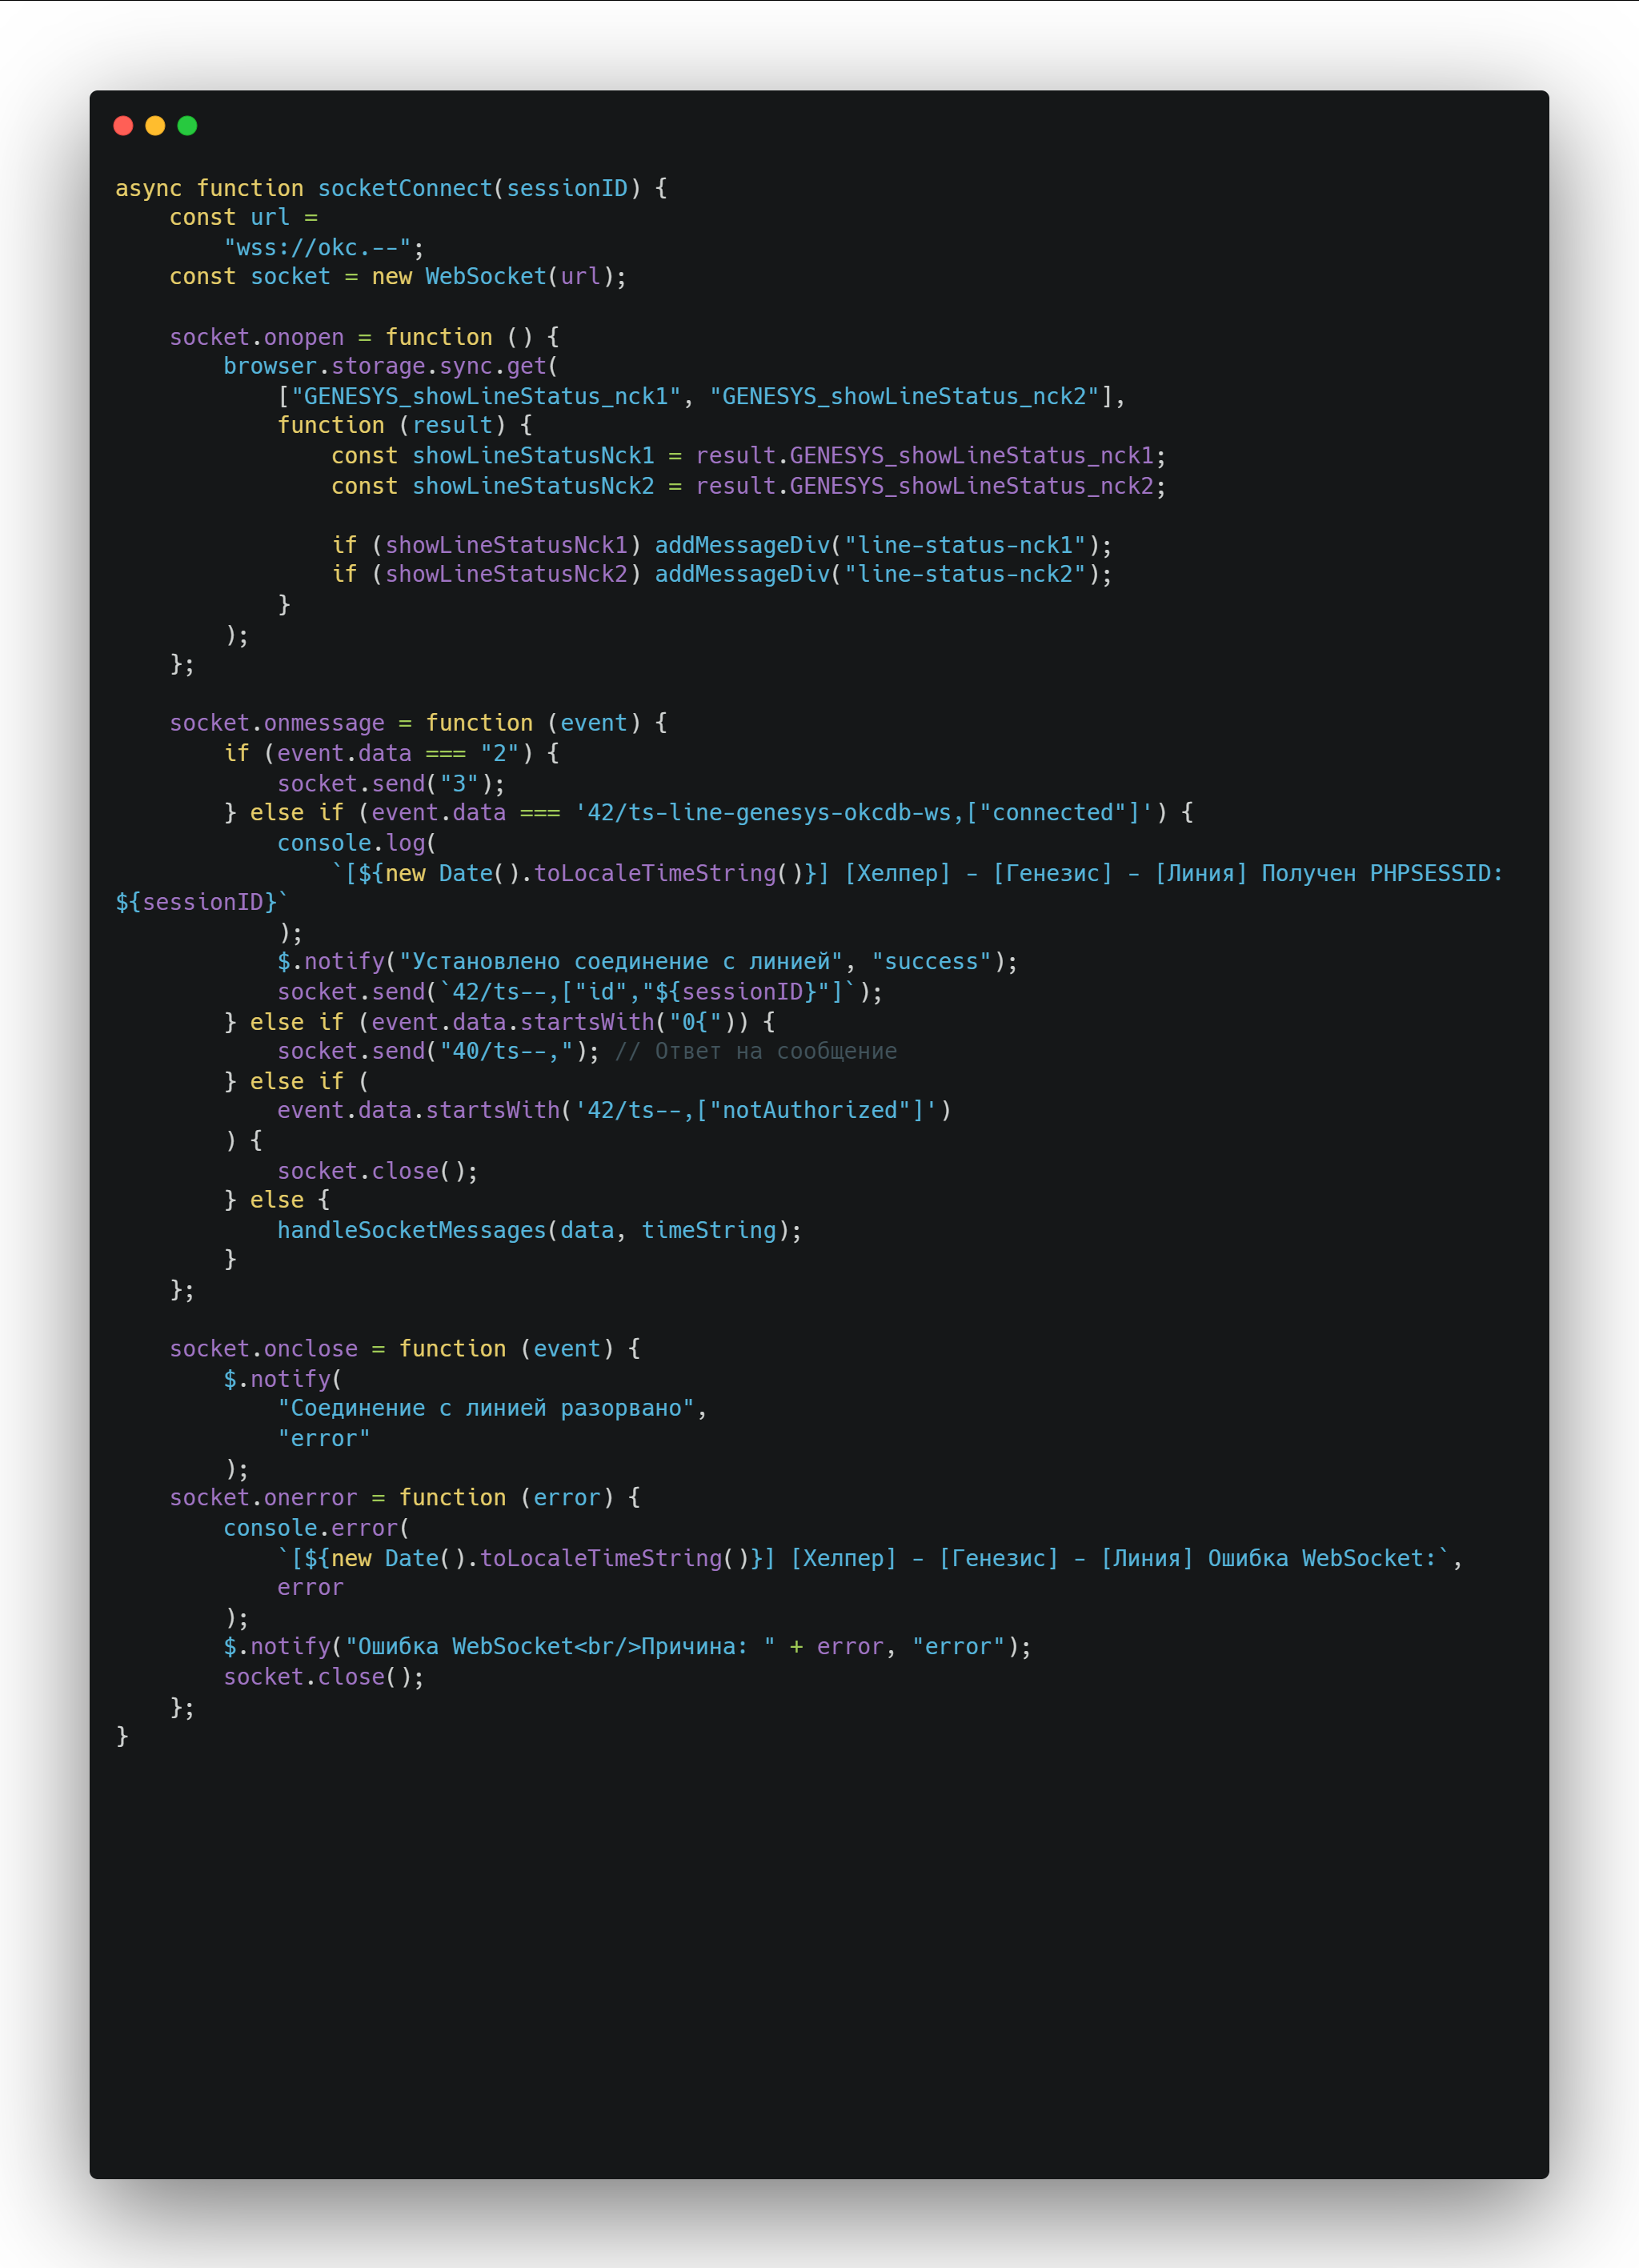 async function socketConnect(sessionID) {
    const url =
        "wss://okc.--";
    const socket = new WebSocket(url);

    socket.onopen = function () {
        browser.storage.sync.get(
            ["GENESYS_showLineStatus_nck1", "GENESYS_showLineStatus_nck2"],
            function (result) {
                const showLineStatusNck1 = result.GENESYS_showLineStatus_nck1;
                const showLineStatusNck2 = result.GENESYS_showLineStatus_nck2;

                if (showLineStatusNck1) addMessageDiv("line-status-nck1");
                if (showLineStatusNck2) addMessageDiv("line-status-nck2");
            }
        );
    };

    socket.onmessage = function (event) {
        if (event.data === "2") {
            socket.send("3");
        } else if (event.data === '42/ts-line-genesys-okcdb-ws,["connected"]') {
            console.log(
                `[${new Date().toLocaleTimeString()}] [Хелпер] - [Генезис] - [Линия] Получен PHPSESSID:
${sessionID}`
            );
            $.notify("Установлено соединение с линией", "success");
            socket.send(`42/ts--,["id","${sessionID}"]`);
        } else if (event.data.startsWith("0{")) {
            socket.send("40/ts--,"); // Ответ на сообщение
        } else if (
            event.data.startsWith('42/ts--,["notAuthorized"]')
        ) {
            socket.close();
        } else {
            handleSocketMessages(data, timeString);
        }
    };

    socket.onclose = function (event) {
        $.notify(
            "Соединение с линией разорвано",
            "error"
        );
    socket.onerror = function (error) {
        console.error(
            `[${new Date().toLocaleTimeString()}] [Хелпер] - [Генезис] - [Линия] Ошибка WebSocket:`,
            error
        );
        $.notify("Ошибка WebSocket<br/>Причина: " + error, "error");
        socket.close();
    };
}